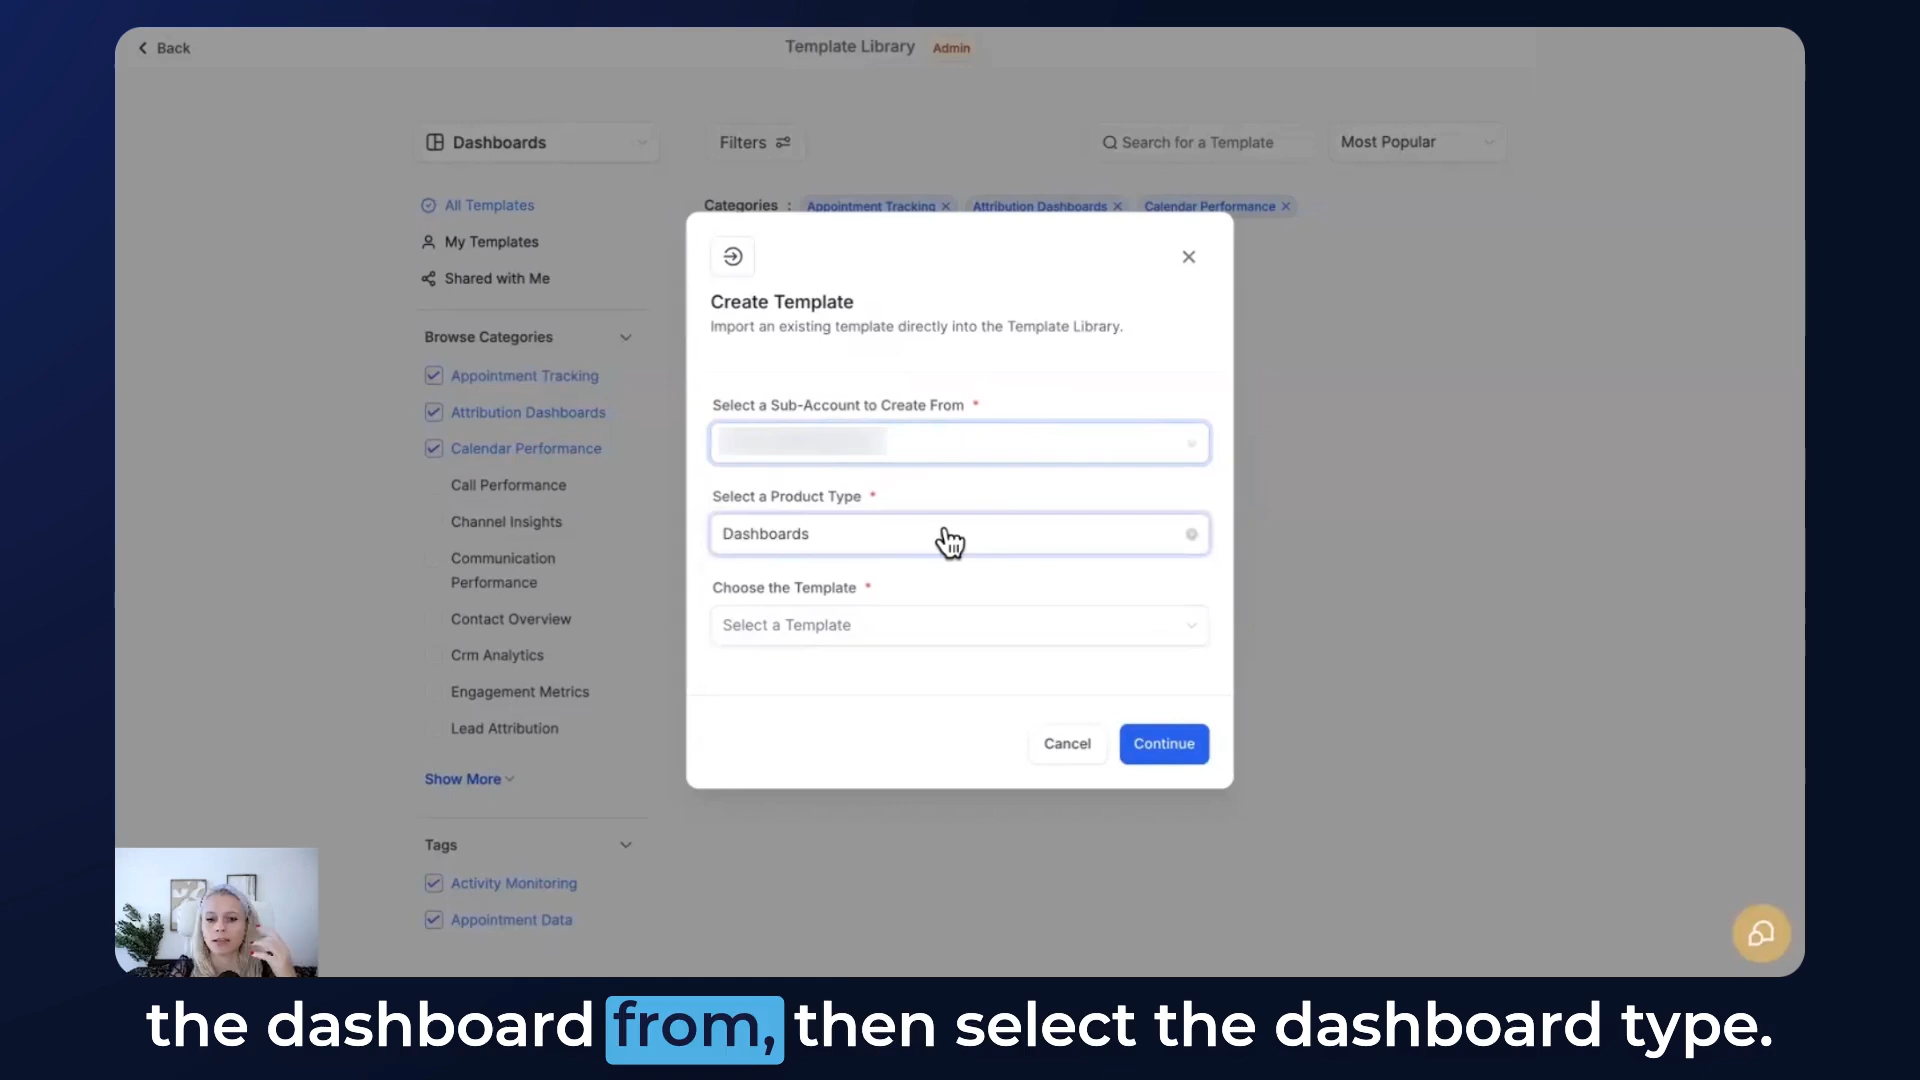 Back
Template Library Admin
Dashboards
Filters
Search for a Template
Most Popular
All Templates
My Templates
Shared with Me
Categories : Appointment Tracking Attribution Dashboards Calendar Performance
Browse Categories
Appointment Tracking
Attribution Dashboards
Calendar Performance
Call Performance
Channel Insights
Communication
Performance
Contact Overview
Crm Analytics
Engagement Metrics
Lead Attribution
Show More
Tags
Activity Monitoring
Appointment Data
Create Template
Import an existing template directly into the Template Library.
Select a Sub-Account to Create From *
Select a Product Type *
Dashboards
Choose the Template *
Select a Template
Cancel
Continue
the dashboard from, then select the dashboard type.